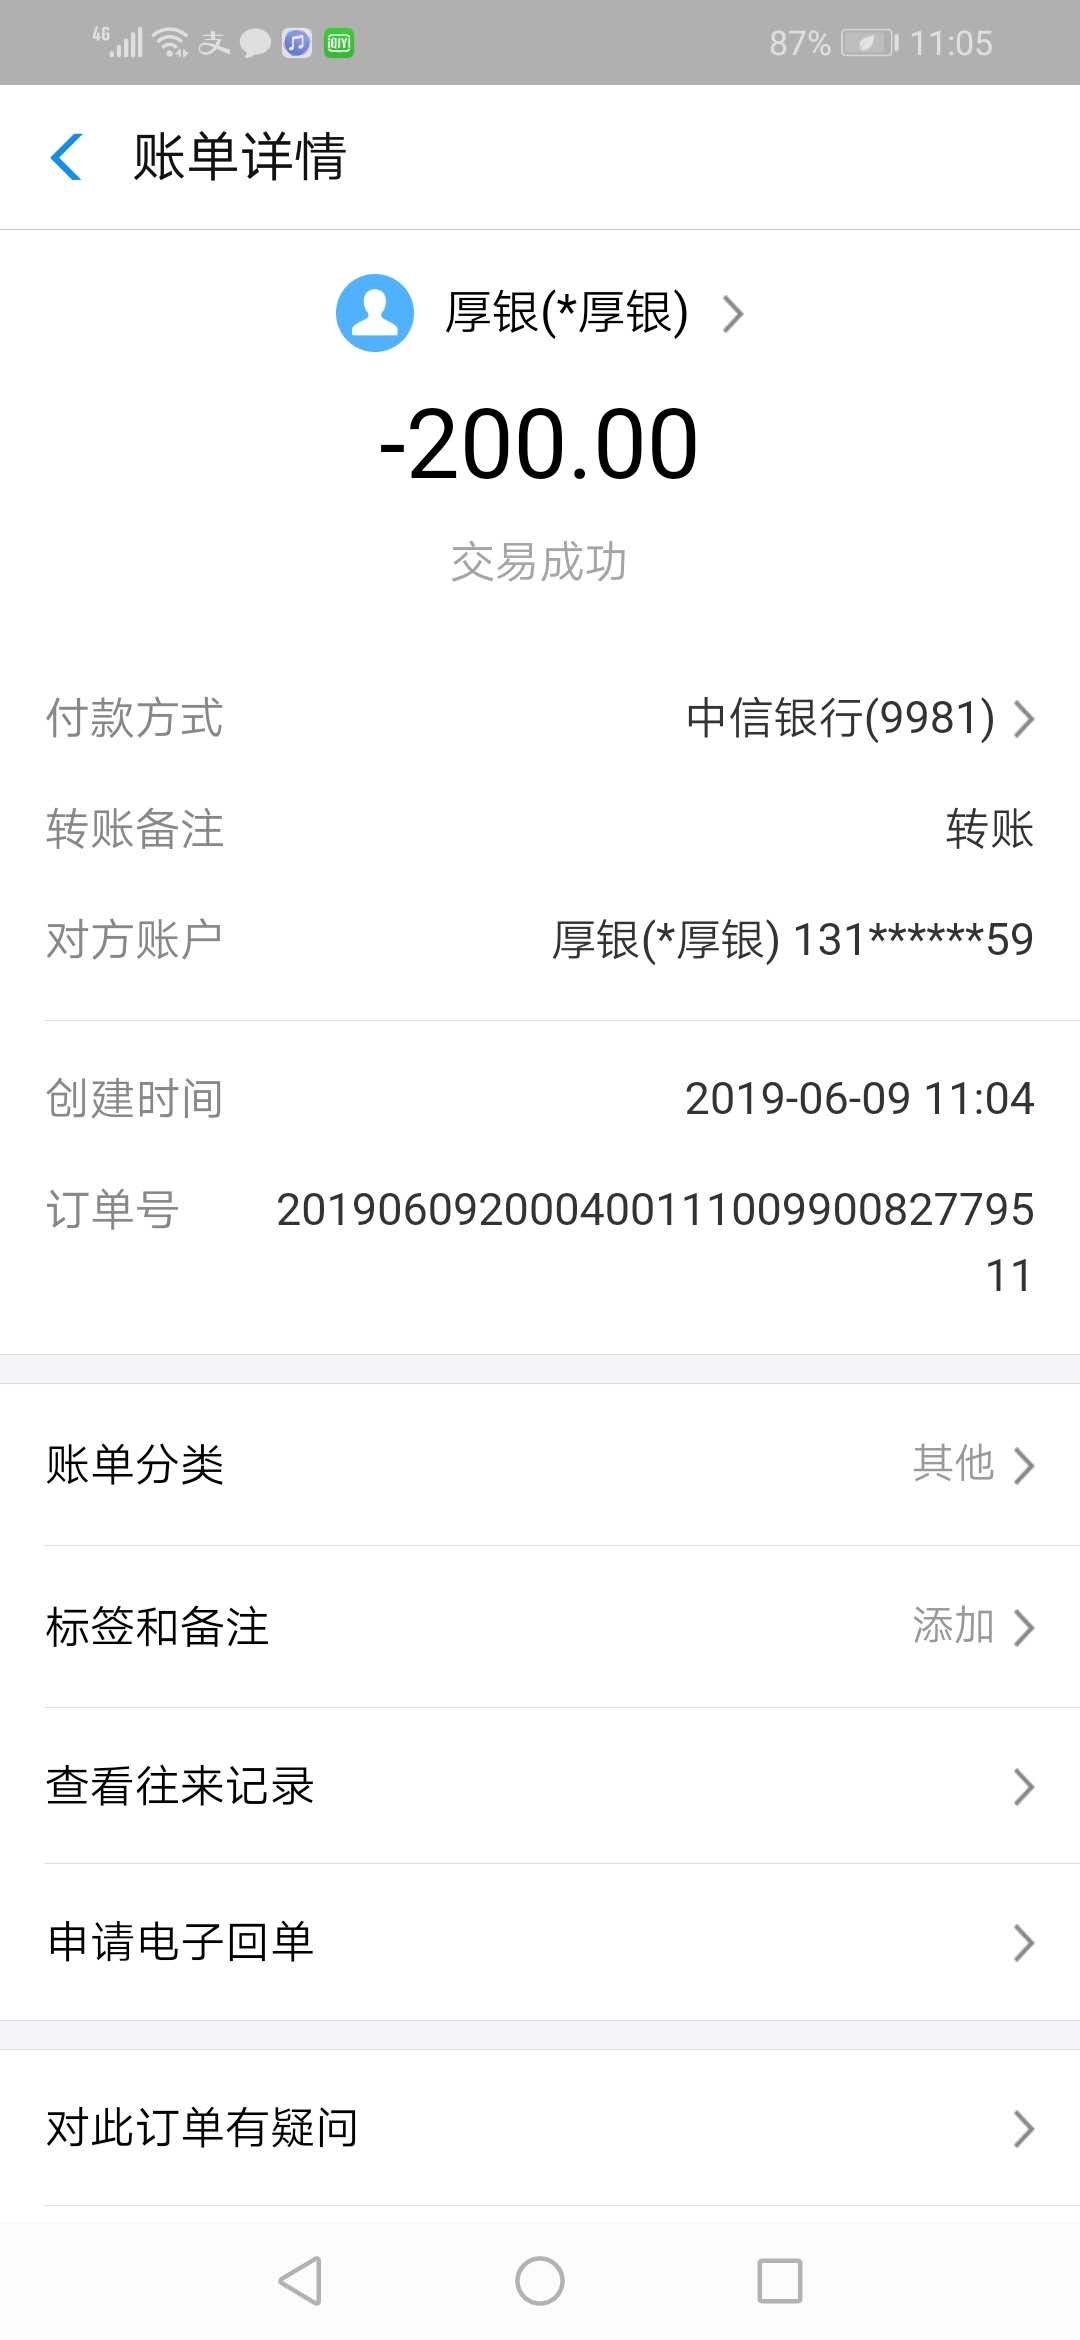 4G 87% 11:05
账单详情
厚银(*厚银)
-200.00
交易成功
付款方式 中信银行(9981)
转账备注 转账
对方账户 厚银(*厚银) 131******59
创建时间 2019-06-09 11:04
订单号 201906092000400111009900827795
11
账单分类 其他
标签和备注 添加
查看往来记录
申请电子回单
对此订单有疑问